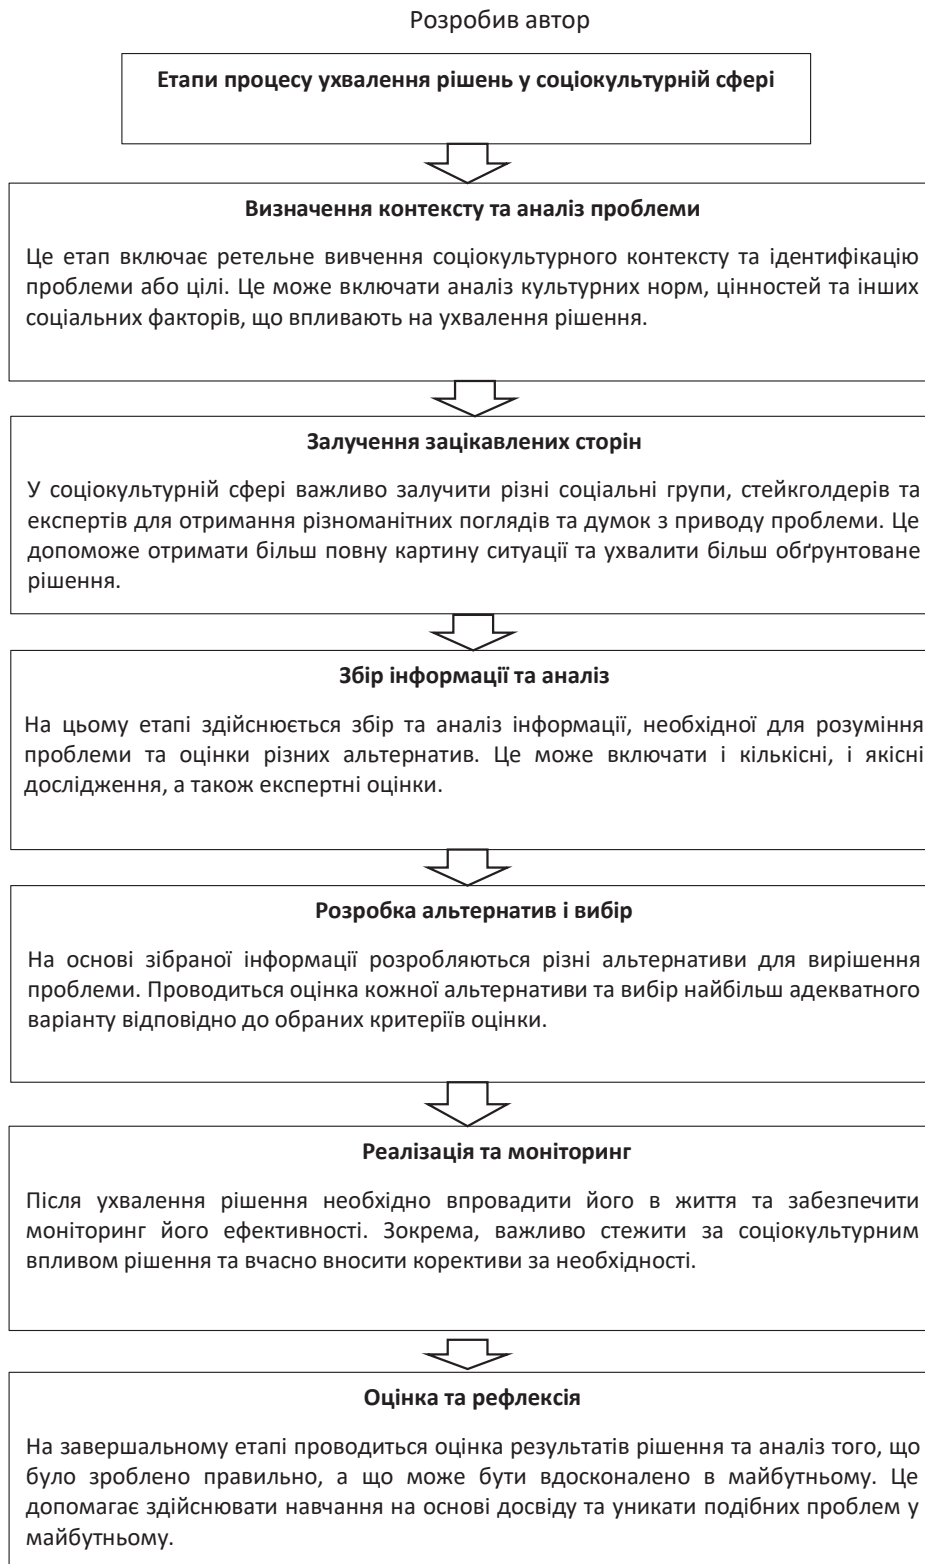 Розробив автор
Етапи процесу ухвалення рішень у соціокультурній сфері
Визначення контексту та аналіз проблеми
Це етап включає ретельне вивчення соціокультурного контексту та ідентифікацію
проблеми або цілі. Це може включати аналіз культурних норм, цінностей та інших
соціальних факторів, що впливають на ухвалення рішення.
Залучення зацікавлених сторін
У соціокультурній сфері важливо залучити різні соціальні групи, стейкголдерів та
експертів для отримання різноманітних поглядів та думок з приводу проблеми. Це
допоможе отримати більш повну картину ситуації та ухвалити більш обґрунтоване
рішення.
Збір інформації та аналіз
На цьому етапі здійснюється збір та аналіз інформації, необхідної для розуміння
проблеми та оцінки різних альтернатив. Це може включати і кількісні, і якісні
дослідження, а також експертні оцінки.
Розробка альтернатив і вибір
На основі зібраної інформації розробляються різні альтернативи для вирішення
проблеми. Проводиться оцінка кожної альтернативи та вибір найбільш адекватного
варіанту відповідно до обраних критеріїв оцінки.
Реалізація та моніторинг
Після ухвалення рішення необхідно впровадити його в життя та забезпечити
моніторинг його ефективності. Зокрема, важливо стежити за соціокультурним
впливом рішення та вчасно вносити корективи за необхідності.
Оцінка та рефлексія
На завершальному етапі проводиться оцінка результатів рішення та аналіз того, що
було зроблено правильно, а що може бути вдосконалено в майбутньому. Це
допомагає здійснювати навчання на основі досвіду та уникати подібних проблем у
майбутньому.